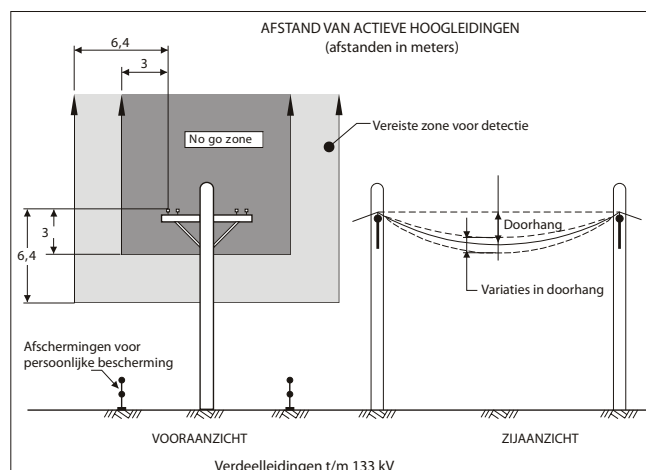 AFSTAND VAN ACTIEVE HOOGLEIDINGEN
(afstanden in meters)
6,4
3
No go zone
Vereiste zone voor detectie
3
6,4
Doorhang
Variaties in doorhang
Afschermingen voor
persoonlijke bescherming
VOORAANZICHT
ZIJAANZICHT
Verdeelleidingen t/m 133 kV